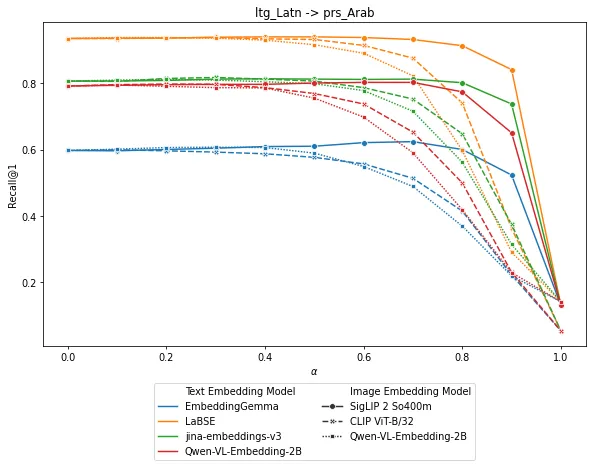 ltg_Latn -> prs_Arab
Recall@1
0.8
0.6
0.4
0.2
0.0 0.2 0.4 0.6 0.8 1.0
α
Text Embedding Model Image Embedding Model
EmbeddingGemma SigLIP 2 So400m
LaBSE CLIP ViT-B/32
jina-embeddings-v3 Qwen-VL-Embedding-2B
Qwen-VL-Embedding-2B